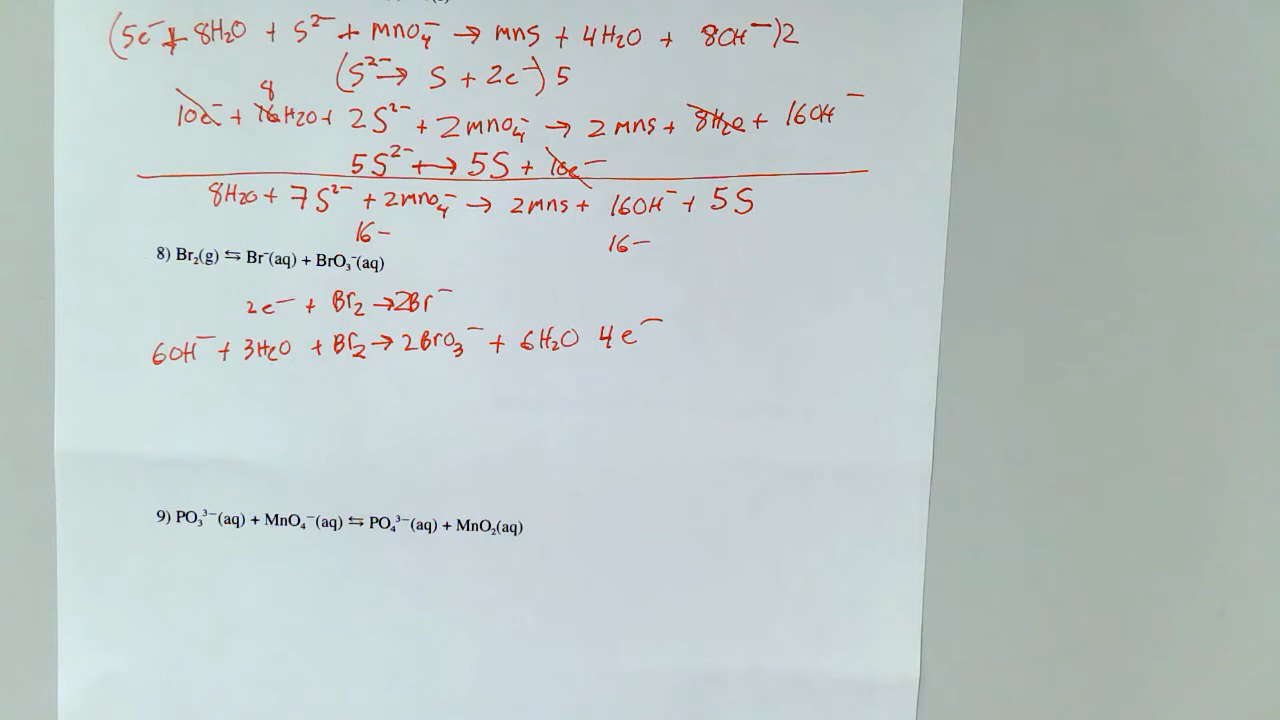 (5e⁻ + 8H₂O + S²⁻ + MnO₄⁻ → MnS + 4H₂O + 8OH⁻)2
(S²⁻ → S + 2e⁻) 5
8
10e⁻ + 16H₂O + 2S²⁻ + 2MnO₄⁻ → 2MnS + 8H₂O + 16OH⁻
5S²⁻ → 5S + 10e⁻
8H₂O + 7S²⁻ + 2MnO₄⁻ → 2MnS + 16OH⁻ + 5S
16− 16−
8) Br₂(g) ⇆ Br⁻(aq) + BrO₃⁻(aq)
2e⁻ + Br₂ → 2Br⁻
6OH⁻ + 3H₂O + Br₂ → 2BrO₃⁻ + 6H₂O 4e⁻
9) PO₃³⁻(aq) + MnO₄⁻(aq) ⇆ PO₄³⁻(aq) + MnO₂(aq)